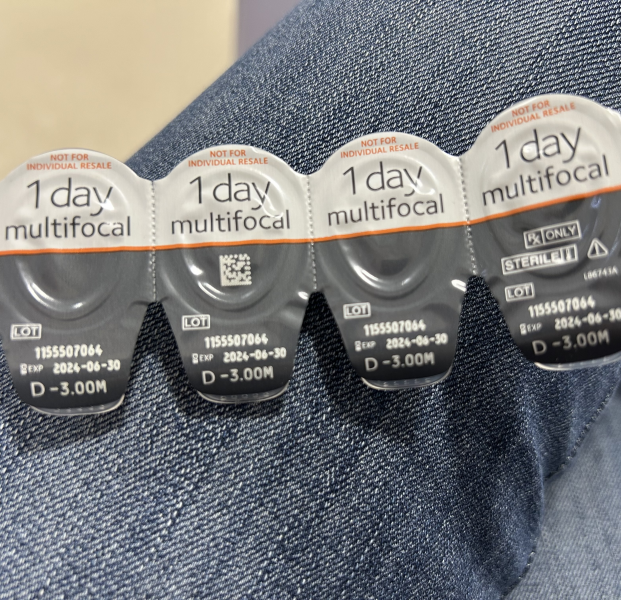 NOT FOR
INDIVIDUAL RESALE
1 day
multifocal
LOT
1155507064
EXP 2024-06-30
D -3.00M
NOT FOR
INDIVIDUAL RESALE
1 day
multifocal
LOT
1155507064
EXP 2024-06-30
D -3.00M
NOT FOR
INDIVIDUAL RESALE
1 day
multifocal
LOT
1155507064
EXP 2024-06-30
D -3.00M
NOT FOR
INDIVIDUAL RESALE
1 day
multifocal
Rx ONLY
STERILE
L86743A
LOT
1155507064
EXP 2024-06-30
D -3.00M